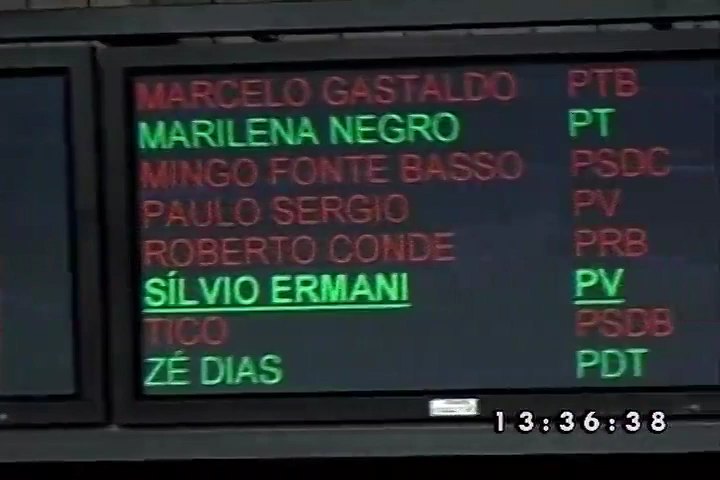 MARCELO GASTALDO PTB
MARILENA NEGRO PT
MINGO FONTE BASSO PSDC
PAULO SERGIO PV
ROBERTO CONDE PRB
SÍLVIO ERMANI PV
TICO PSDB
ZÉ DIAS PDT
13:36:38